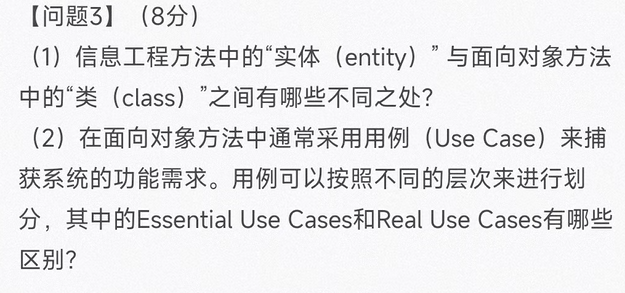 【问题3】（8分）
（1）信息工程方法中的“实体（entity）” 与面向对象方法
中的“类（class）”之间有哪些不同之处？
（2）在面向对象方法中通常采用用例（Use Case）来捕
获系统的功能需求。用例可以按照不同的层次来进行划
分，其中的Essential Use Cases和Real Use Cases有哪些
区别？